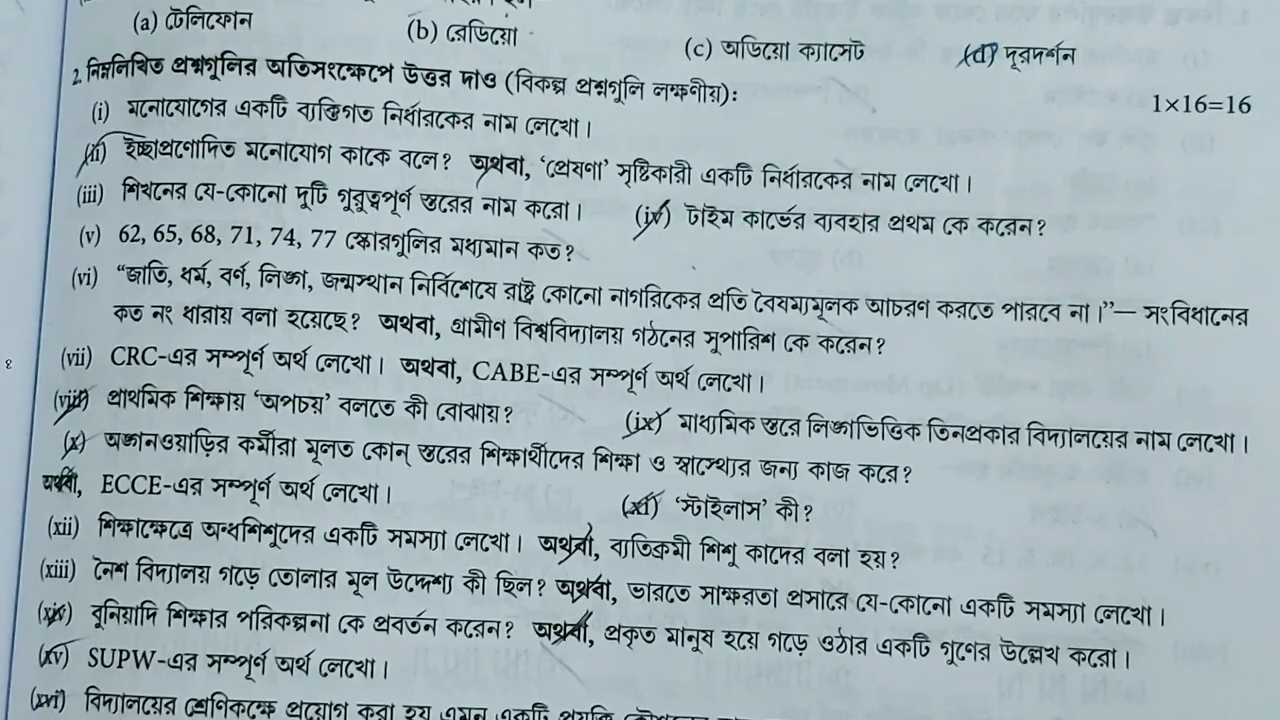 (a) টেলিফোন (b) রেডিয়ো (c) অডিয়ো ক্যাসেট (d) দূরদর্শন
2. নিম্নলিখিত প্রশ্নগুলির অতিসংক্ষেপে উত্তর দাও (বিকল্প প্রশ্নগুলি লক্ষণীয়): 1×16=16
(i) মনোযোগের একটি ব্যক্তিগত নির্ধারকের নাম লেখো।
(ii) ইচ্ছাপ্রণোদিত মনোযোগ কাকে বলে? অথবা, ‘প্রেষণা’ সৃষ্টিকারী একটি নির্ধারকের নাম লেখো।
(iii) শিখনের যে-কোনো দুটি গুরুত্বপূর্ণ স্তরের নাম করো। (iv) টাইম কার্ডের ব্যবহার প্রথম কে করেন?
(v) 62, 65, 68, 71, 74, 77 স্কোরগুলির মধ্যমান কত?
(vi) “জাতি, ধর্ম, বর্ণ, লিঙ্গ, জন্মস্থান নির্বিশেষে রাষ্ট্র কোনো নাগরিকের প্রতি বৈষম্যমূলক আচরণ করতে পারবে না।”— সংবিধানের
কত নং ধারায় বলা হয়েছে? অথবা, গ্রামীণ বিশ্ববিদ্যালয় গঠনের সুপারিশ কে করেন?
(vii) CRC-এর সম্পূর্ণ অর্থ লেখো। অথবা, CABE-এর সম্পূর্ণ অর্থ লেখো।
(viii) প্রাথমিক শিক্ষায় ‘অপচয়’ বলতে কী বোঝায়? (ix) মাধ্যমিক স্তরে লিঙ্গভিত্তিক তিনপ্রকার বিদ্যালয়ের নাম লেখো।
(x) অঙ্গনওয়াড়ির কর্মীরা মূলত কোন্ স্তরের শিক্ষার্থীদের শিক্ষা ও স্বাস্থ্যের জন্য কাজ করে?
অথবা, ECCE-এর সম্পূর্ণ অর্থ লেখো। (xi) ‘স্টাইলাস’ কী?
(xii) শিক্ষাক্ষেত্রে অন্ধশিশুদের একটি সমস্যা লেখো। অথবা, ব্যতিক্রমী শিশু কাদের বলা হয়?
(xiii) নৈশ বিদ্যালয় গড়ে তোলার মূল উদ্দেশ্য কী ছিল? অথবা, ভারতে সাক্ষরতা প্রসারে যে-কোনো একটি সমস্যা লেখো।
(xiv) বুনিয়াদি শিক্ষার পরিকল্পনা কে প্রবর্তন করেন? অথবা, প্রকৃত মানুষ হয়ে গড়ে ওঠার একটি গুণের উল্লেখ করো।
(xv) SUPW-এর সম্পূর্ণ অর্থ লেখো।
(xvi) বিদ্যালয়ের শ্রেণিকক্ষে প্রয়োগ করা হয় এমন একটি প্রযুক্তি